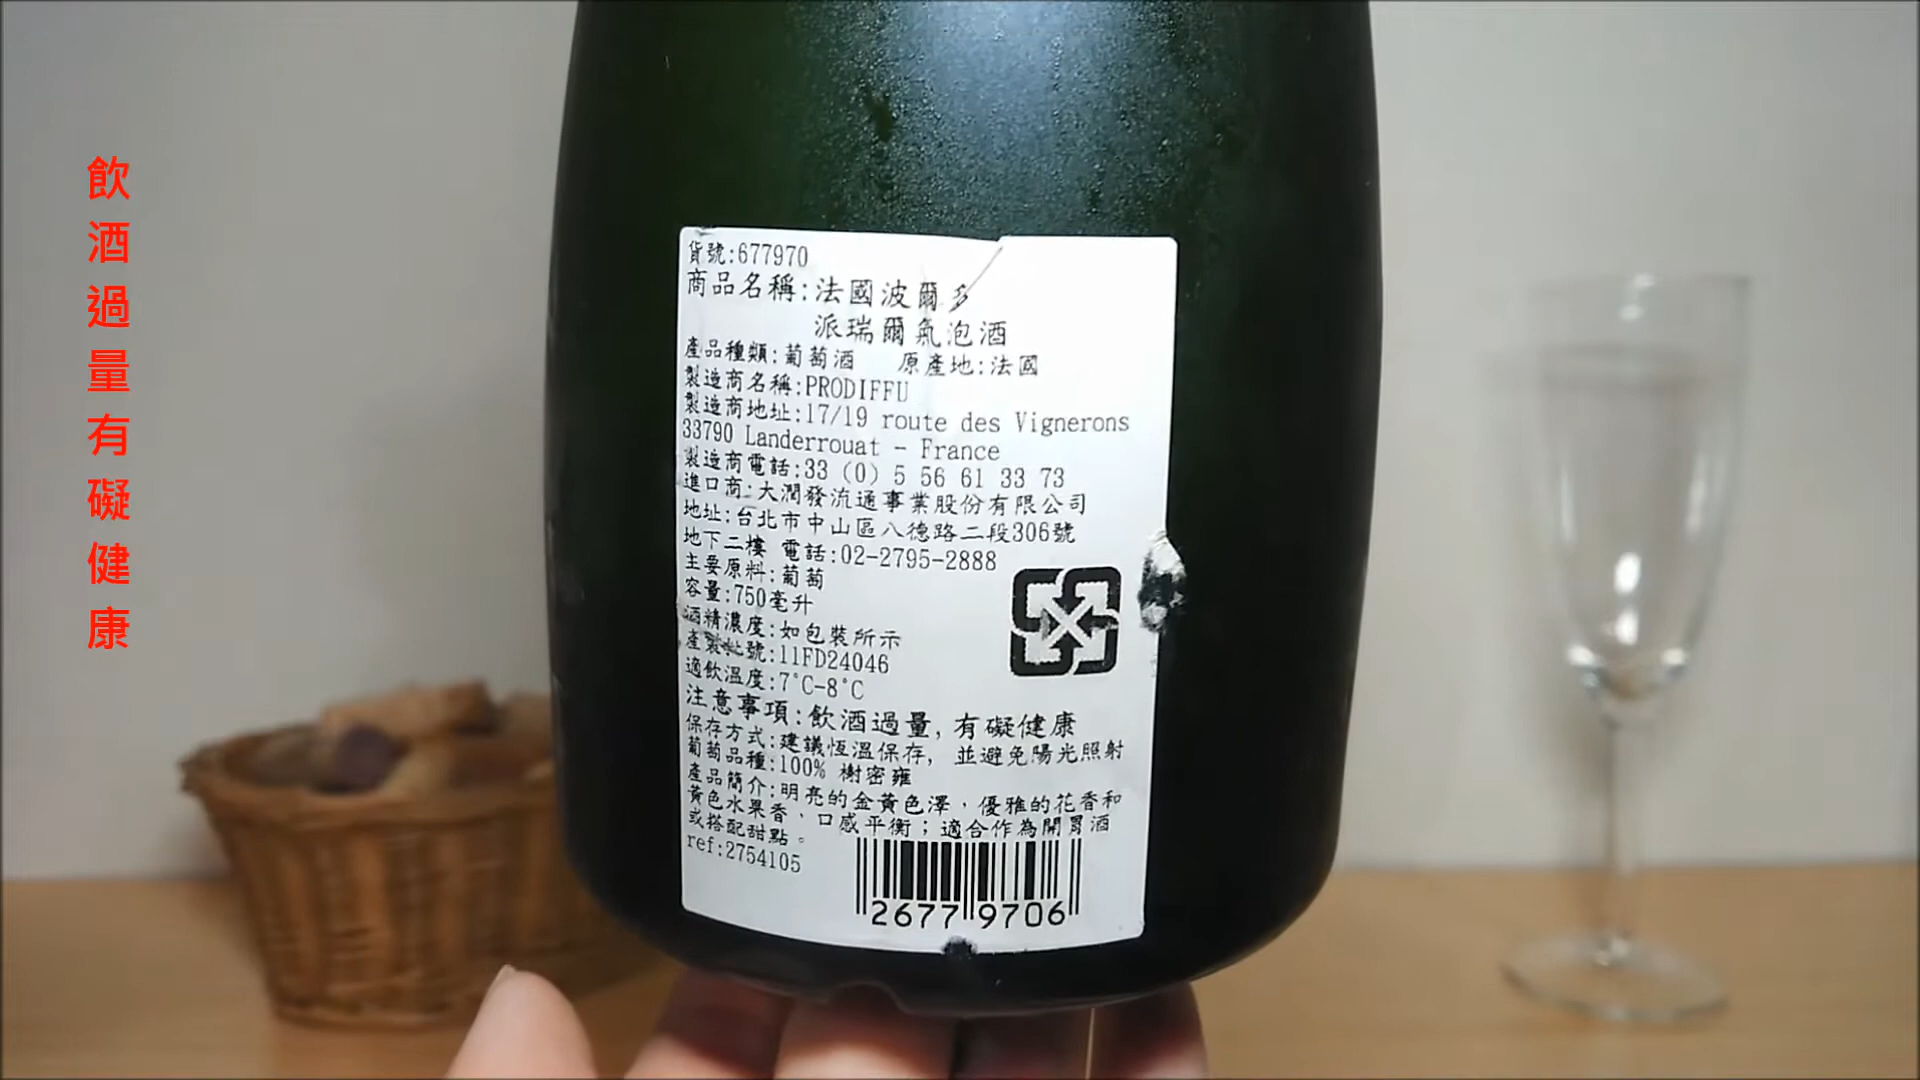 飲酒過量有礙健康
貨號:677970
商品名稱:法國波爾多
派瑞爾氣泡酒
產品種類:葡萄酒 原產地:法國
製造商名稱:PRODIFFU
製造商地址:17/19 route des Vignerons
33790 Landerrouat - France
製造商電話:33 (0) 5 56 61 33 73
進口商:大潤發流通事業股份有限公司
地址:台北市中山區八德路二段306號
地下二樓 電話:02-2795-2888
主要原料:葡萄
容量:750毫升
酒精濃度:如包裝所示
產製批號:11FD24046
適飲溫度:7°C-8°C
注意事項:飲酒過量,有礙健康
保存方式:建議恆溫保存,並避免陽光照射
葡萄品種:100% 榭密雍
產品簡介:明亮的金黃色澤,優雅的花香和
黃色水果香,口感平衡;適合作為開胃酒
或搭配甜點。
ref:2754105
26779706